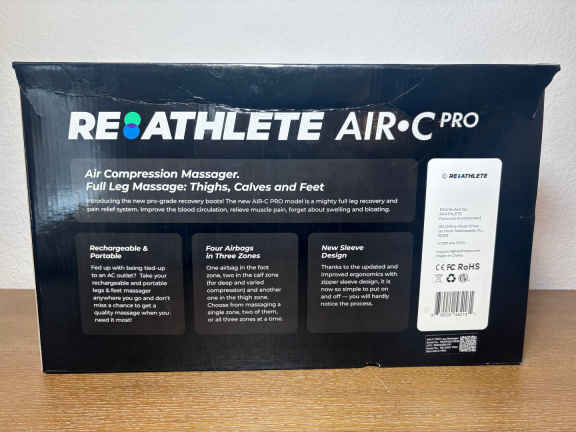 RE ATHLETE AIR•C PRO
Air Compression Massager.
Full Leg Massage: Thighs, Calves and Feet
Introducing the new pro-grade recovery boots! The new AIR-C PRO model is a mighty full leg recovery and
pain relief system. Improve the blood circulation, relieve muscle pain, forget about swelling and bloating.
Rechargeable &
Portable
Fed up with being tied-up
to an AC outlet? Take your
rechargeable and portable
legs & feet massager
anywhere you go and don't
miss a chance to get a
quality massage when you
need it most!
Four Airbags
in Three Zones
One airbag in the foot
zone, two in the calf zone
(for deep and varied
compression) and another
one in the thigh zone.
Choose from massaging a
single zone, two of them,
or all three zones at a time.
New Sleeve
Design
Thanks to the updated and
improved ergonomics with
zipper sleeve design, it is
now so simple to put on
and off — you will hardly
notice the process.
RE ATHLETE
CE FC RoHS